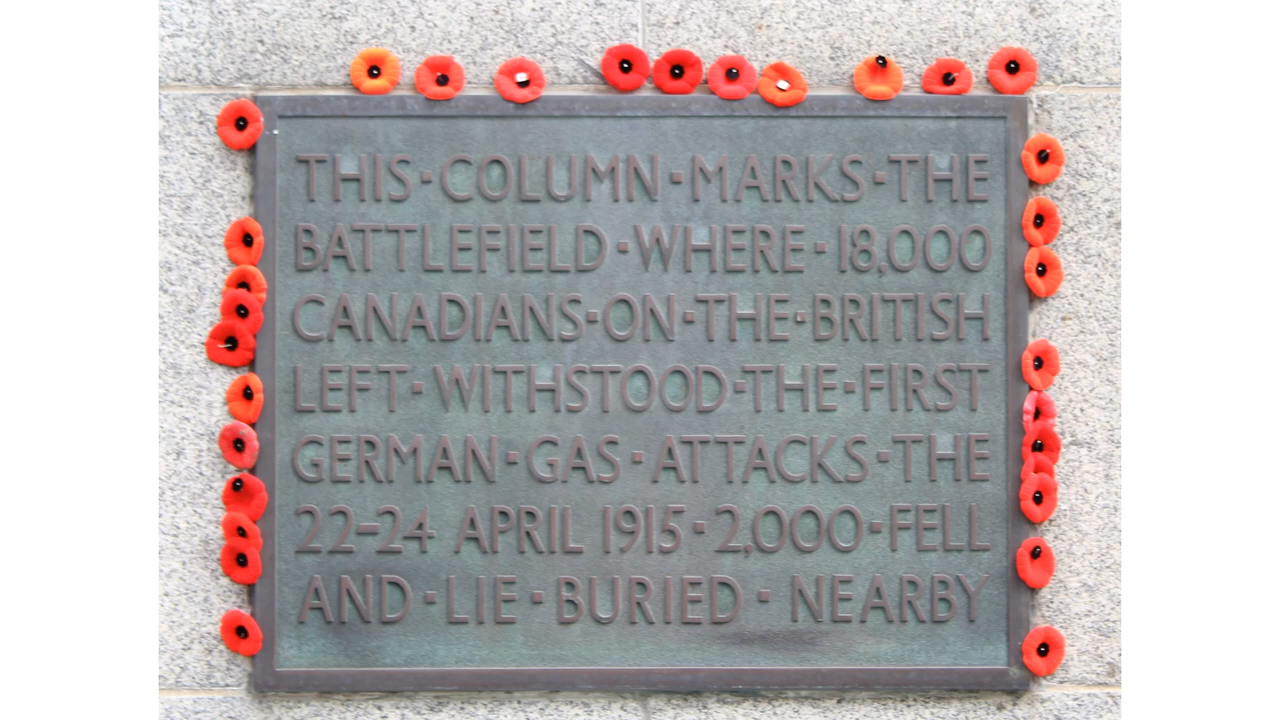 THIS·COLUMN·MARKS·THE
BATTLEFIELD·WHERE·18,000
CANADIANS·ON·THE·BRITISH
LEFT·WITHSTOOD·THE·FIRST
GERMAN·GAS·ATTACKS·THE
22-24 APRIL 1915·2,000·FELL
AND·LIE·BURIED·NEARBY